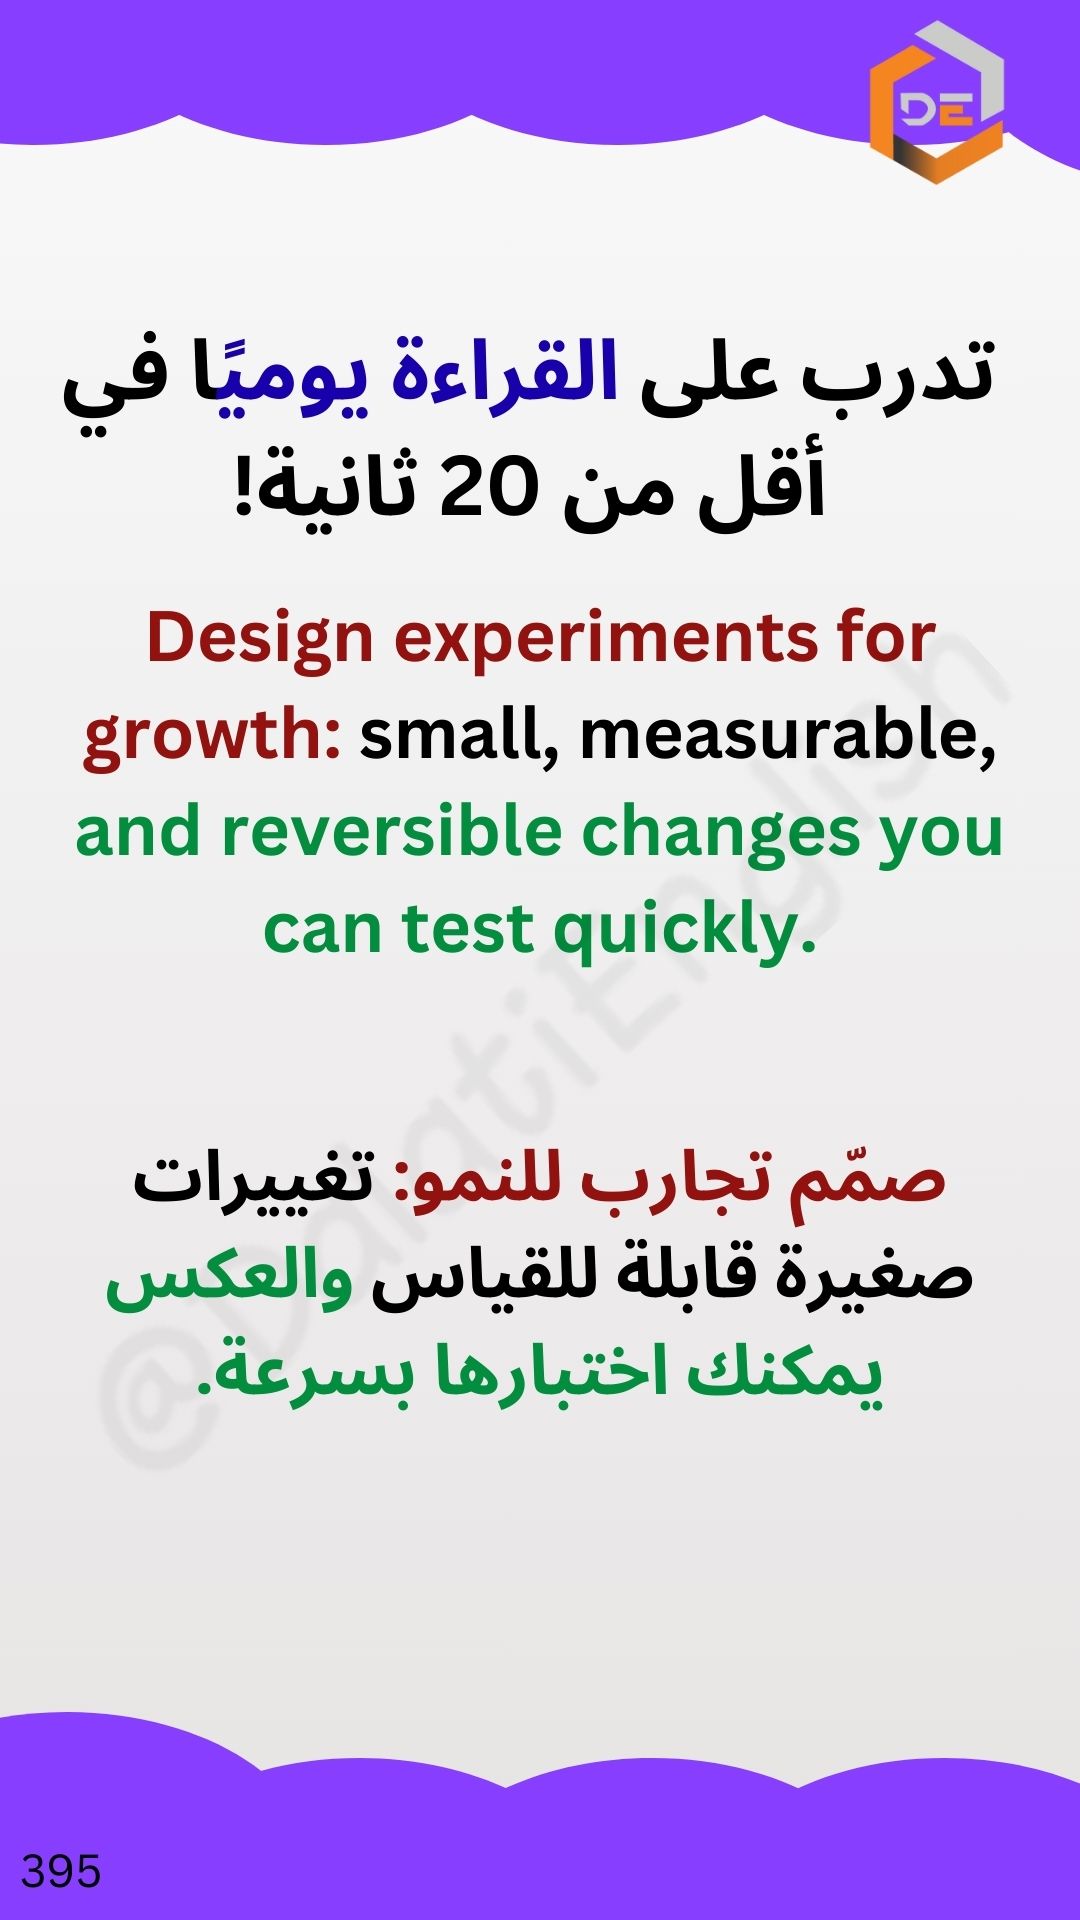 DE
تدرب على القراءة يوميًا في
أقل من 20 ثانية!
Design experiments for
growth: small, measurable,
and reversible changes you
can test quickly.
صمّم تجارب للنمو: تغييرات
صغيرة قابلة للقياس والعكس
يمكنك اختبارها بسرعة.
@DalatiEnglish
395